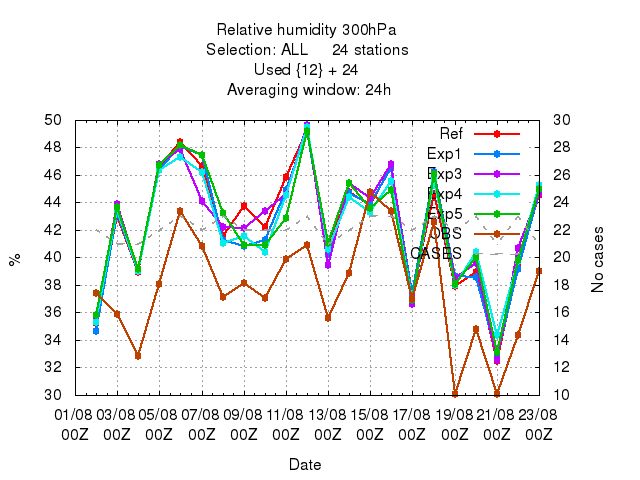 Relative humidity 300hPa
Selection: ALL 24 stations
Used {12} + 24
Averaging window: 24h
50 30
48 28
46 26
44 24
42 22
40 20
38 18
36 16
34 14
32 12
30 10
Ref
Exp1
Exp3
Exp4
Exp5
OBS
CASES
%
No cases
01/08 03/08 05/08 07/08 09/08 11/08 13/08 15/08 17/08 19/08 21/08 23/08
00Z 00Z 00Z 00Z 00Z 00Z 00Z 00Z 00Z 00Z 00Z 00Z
Date